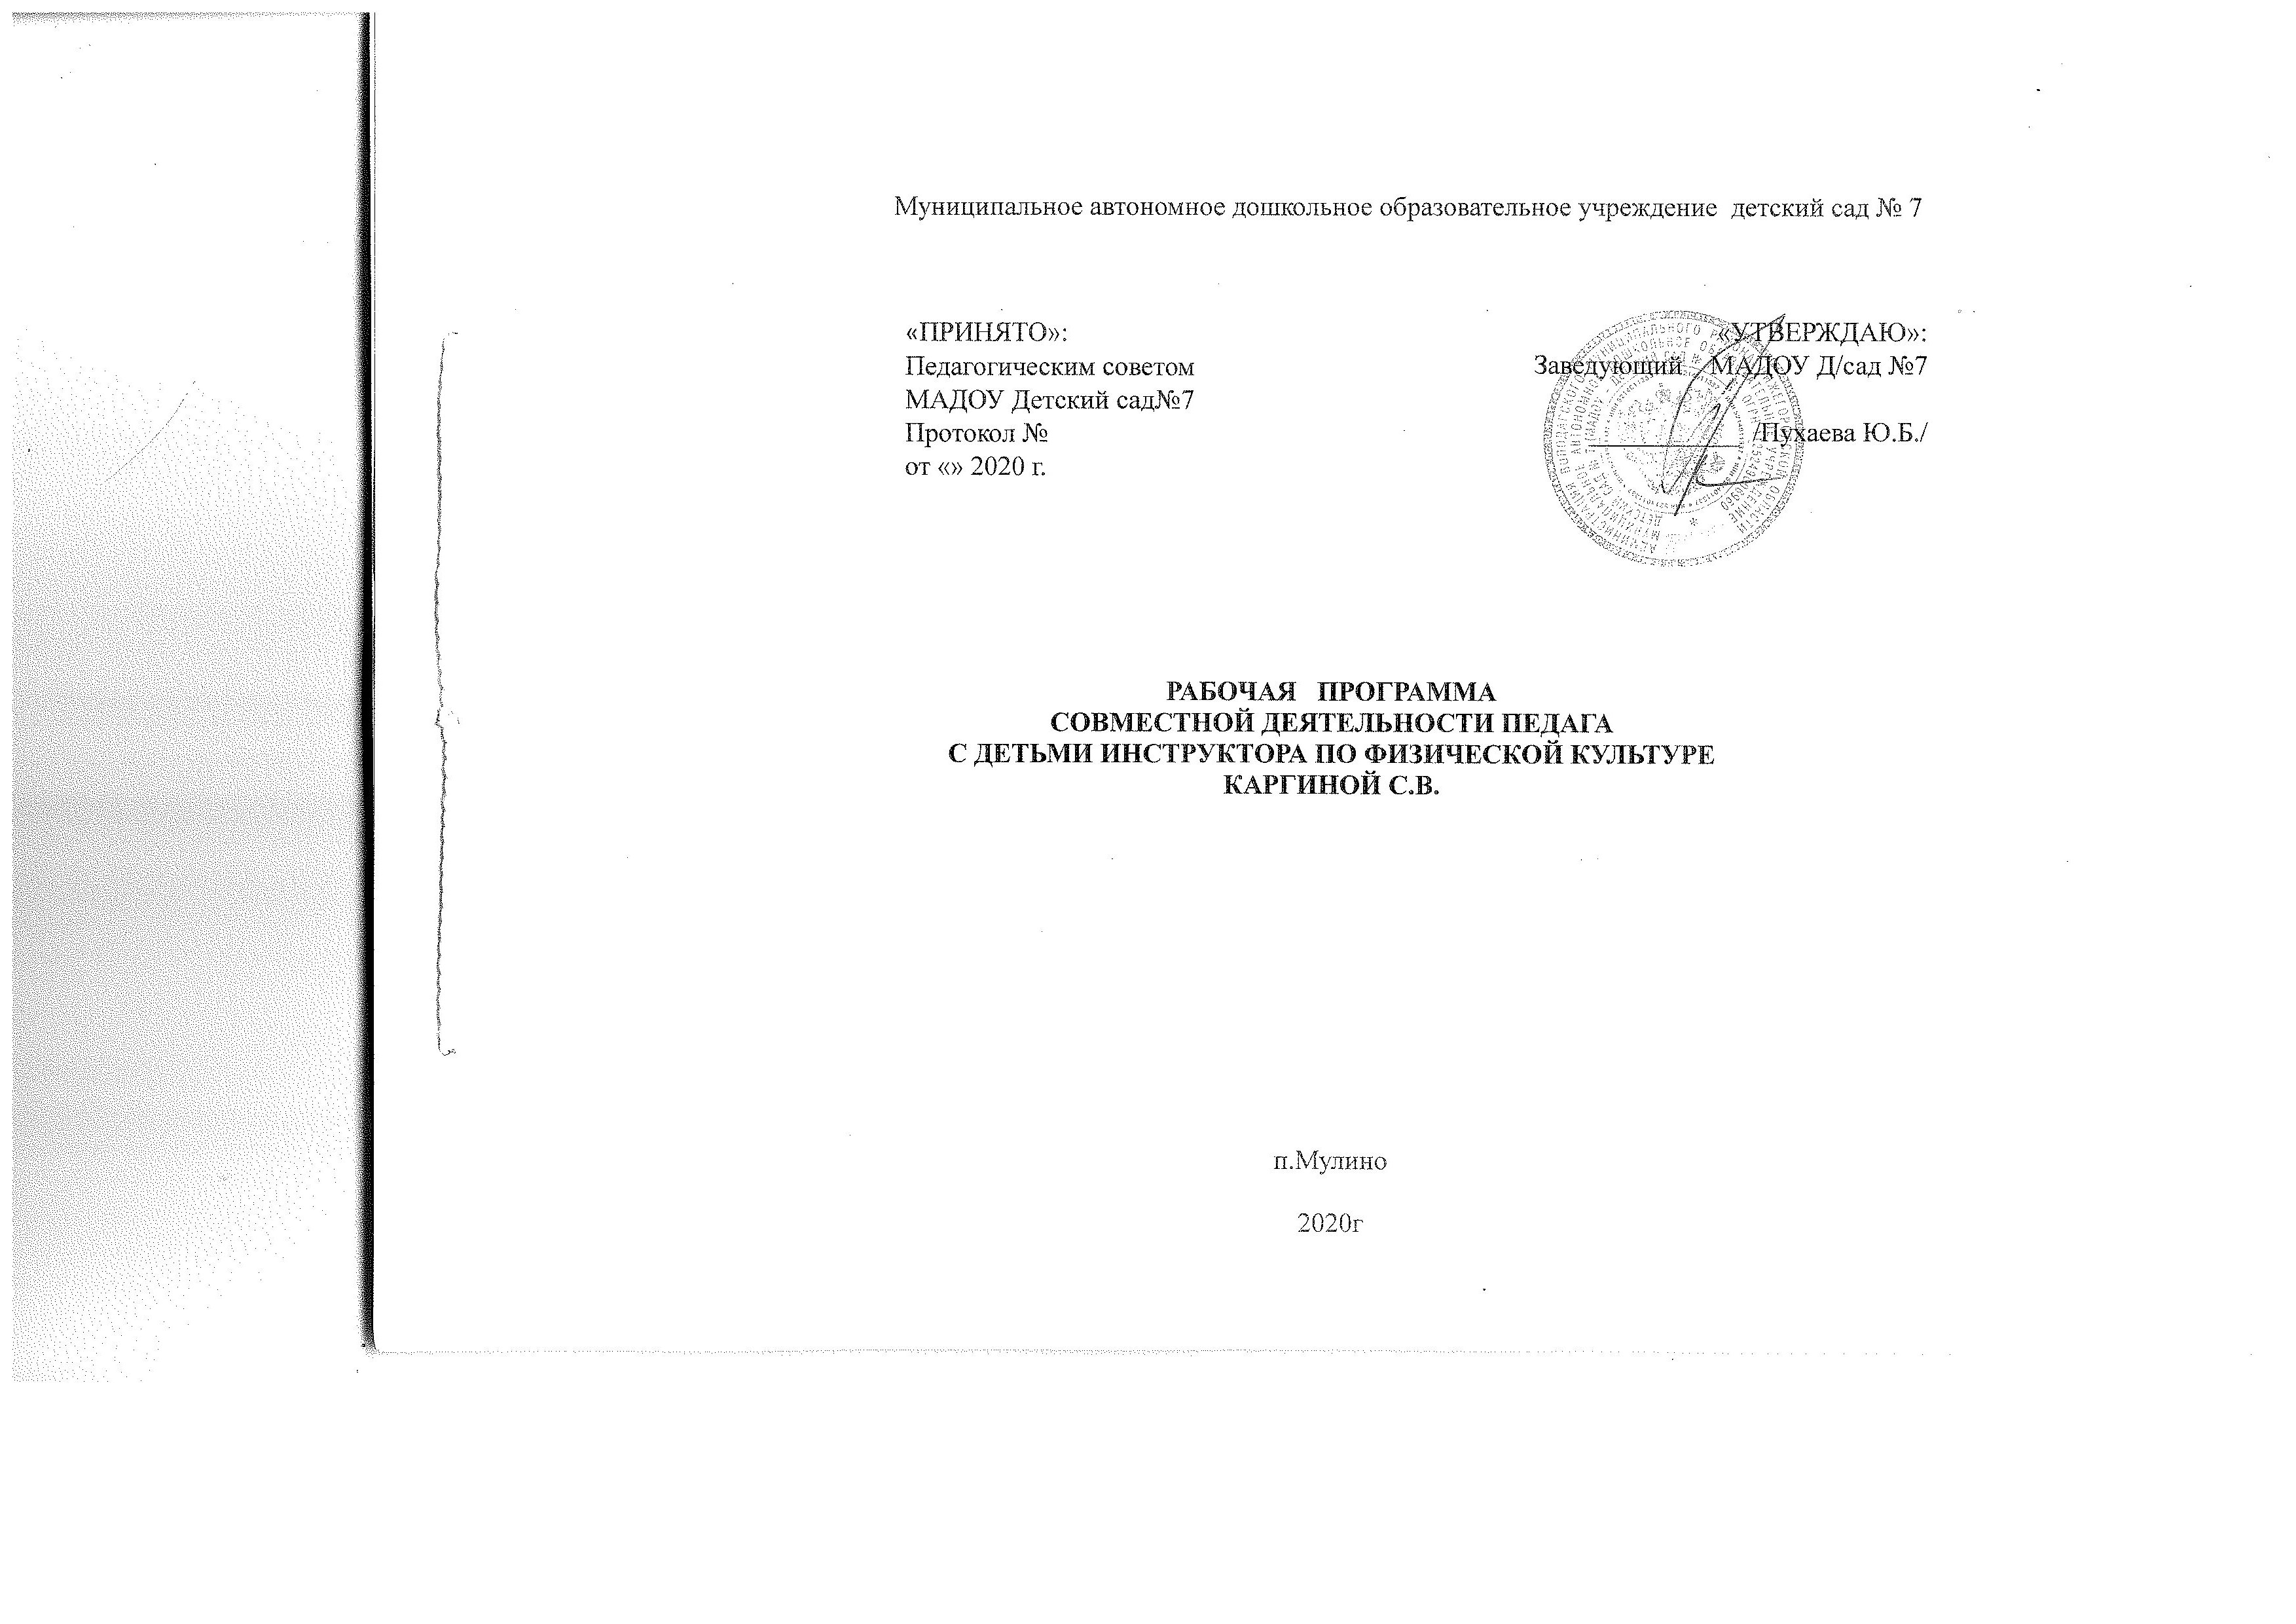 Муниципальное автономное дошкольное образовательное учреждение детский сад № 7
«ПРИНЯТО»:
Педагогическим советом
МАДОУ Детский сад№7
Протокол №
от «» 2020 г.
«УТВЕРЖДАЮ»:
Заведующий МАДОУ Д/сад №7
/Пухаева Ю.Б./
РАБОЧАЯ ПРОГРАММА
СОВМЕСТНОЙ ДЕЯТЕЛЬНОСТИ ПЕДАГА
С ДЕТЬМИ ИНСТРУКТОРА ПО ФИЗИЧЕСКОЙ КУЛЬТУРЕ
КАРГИНОЙ С.В.
п.Мулино
2020г